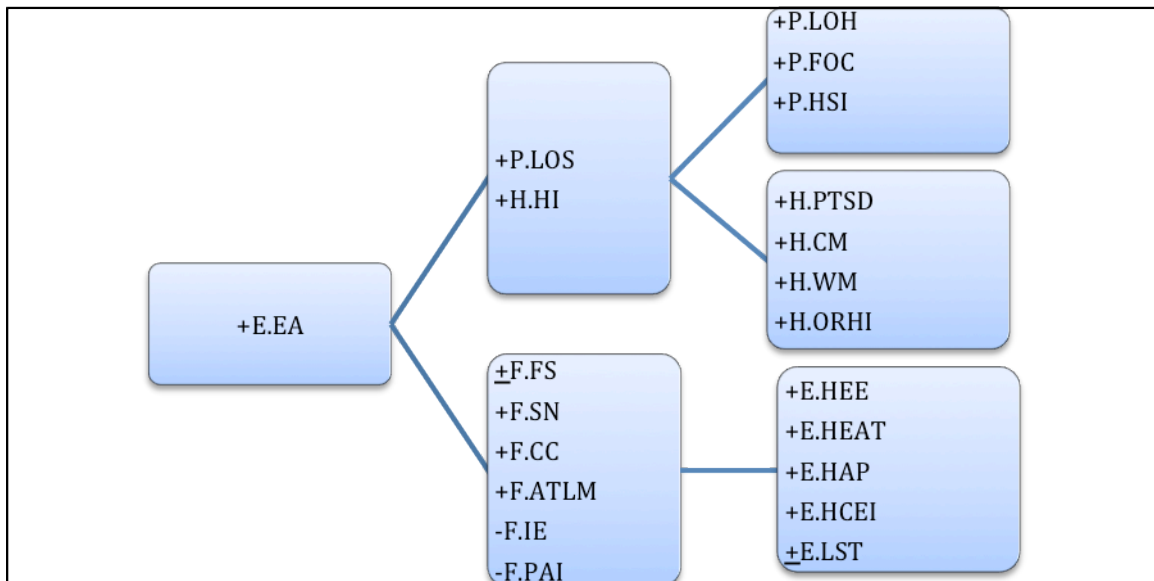 +E.EA
+P.LOS
+H.HI
+P.LOH
+P.FOC
+P.HSI
+H.PTSD
+H.CM
+H.WM
+H.ORHI
±F.FS
+F.SN
+F.CC
+F.ATLM
-F.IE
-F.PAI
+E.HEE
+E.HEAT
+E.HAP
+E.HCEI
±E.LST